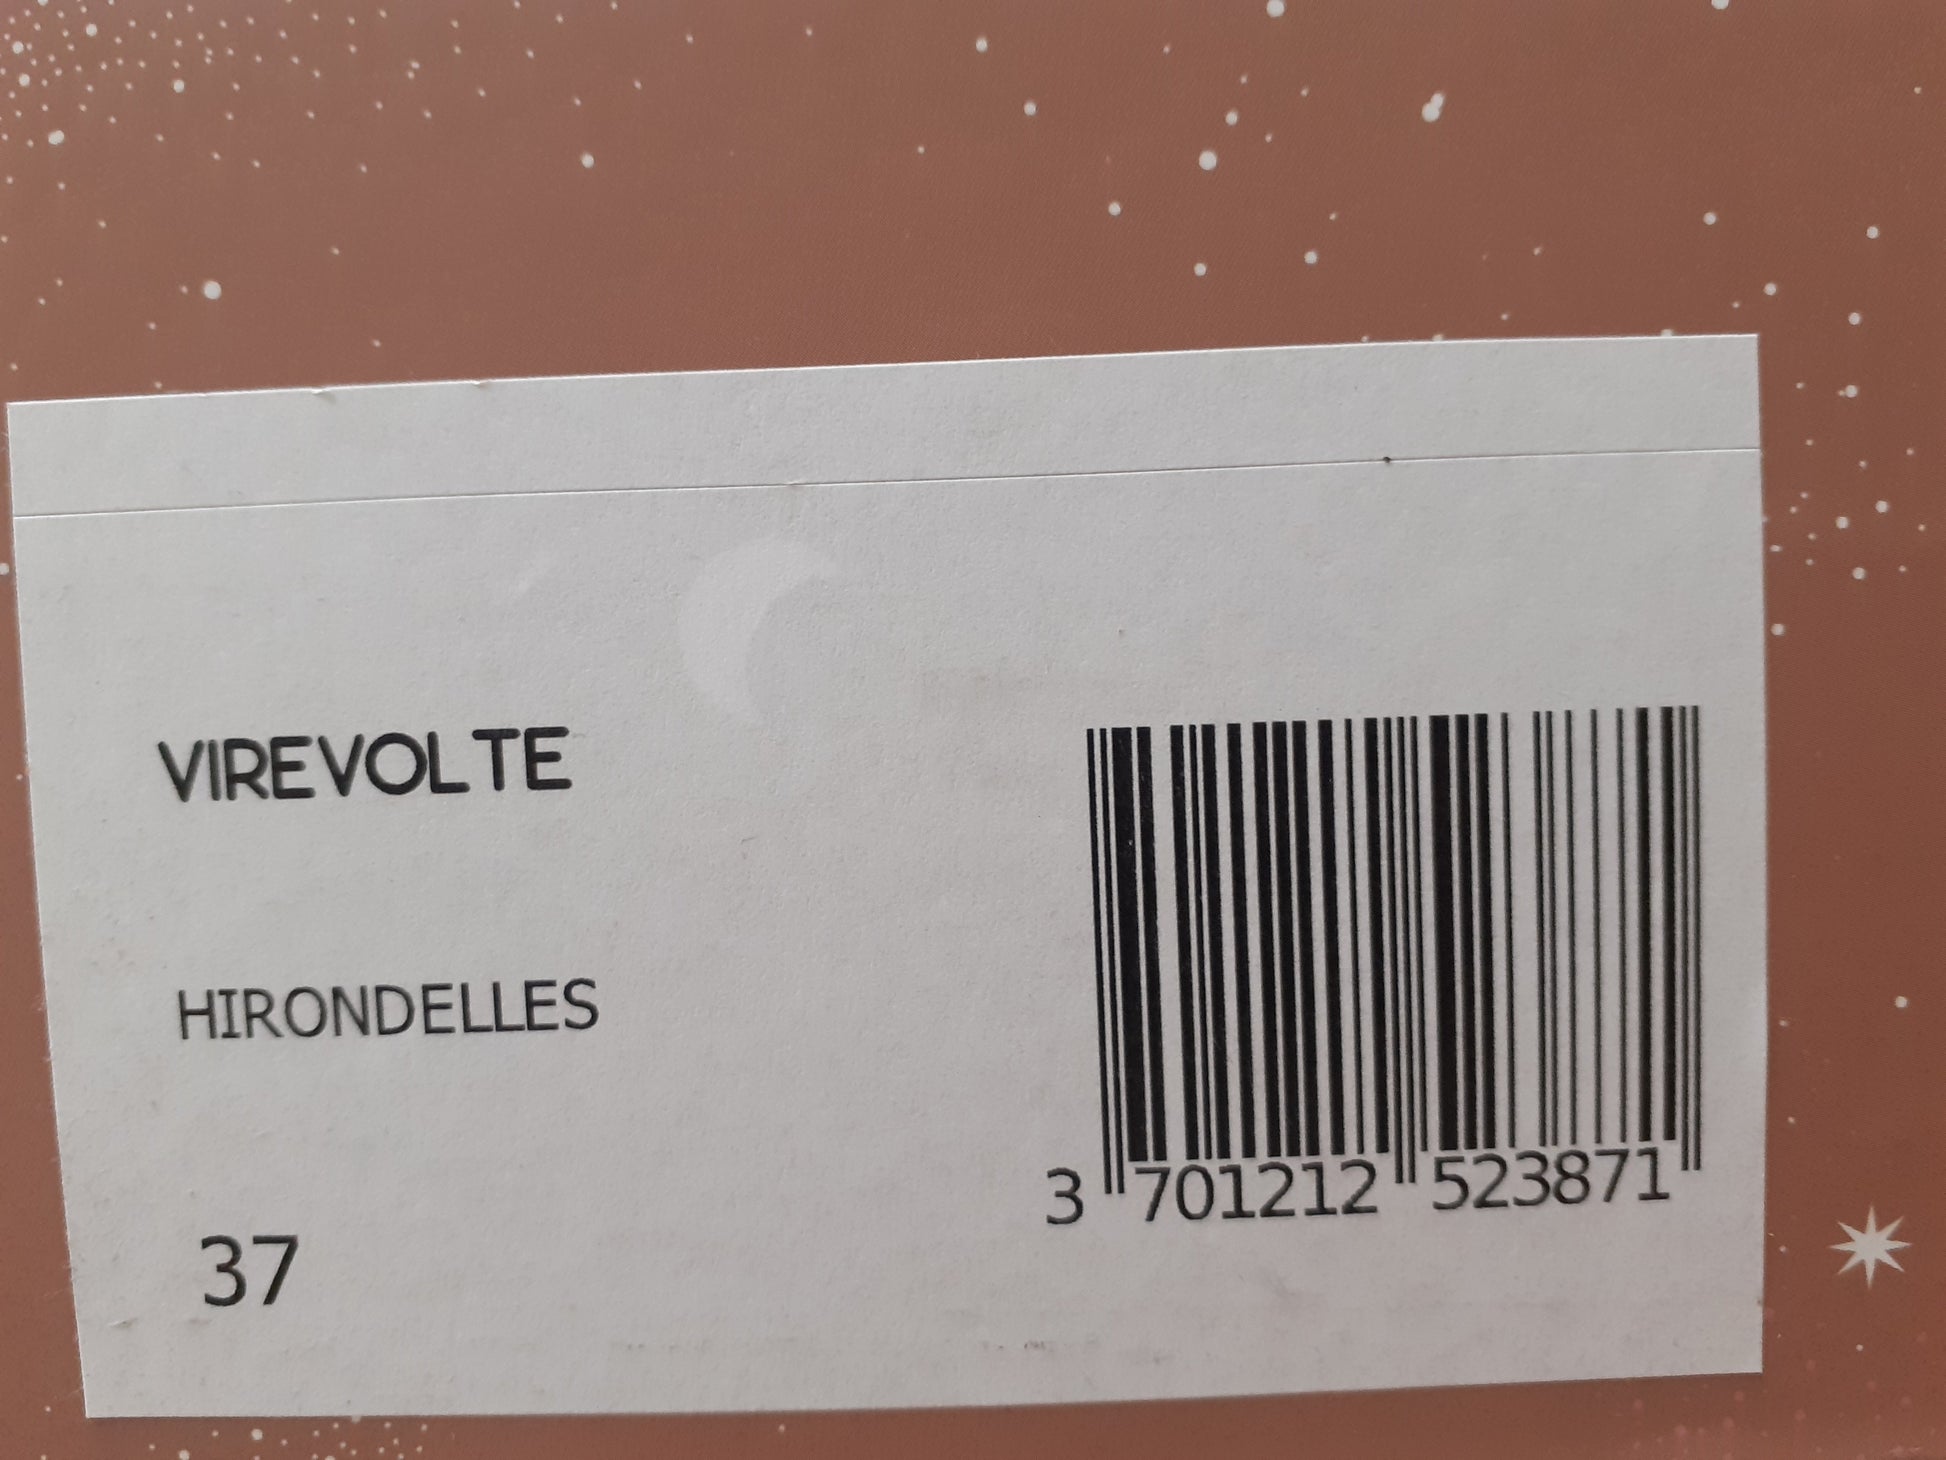 VIREVOLTE
HIRONDELLES
37
3 701212 523871